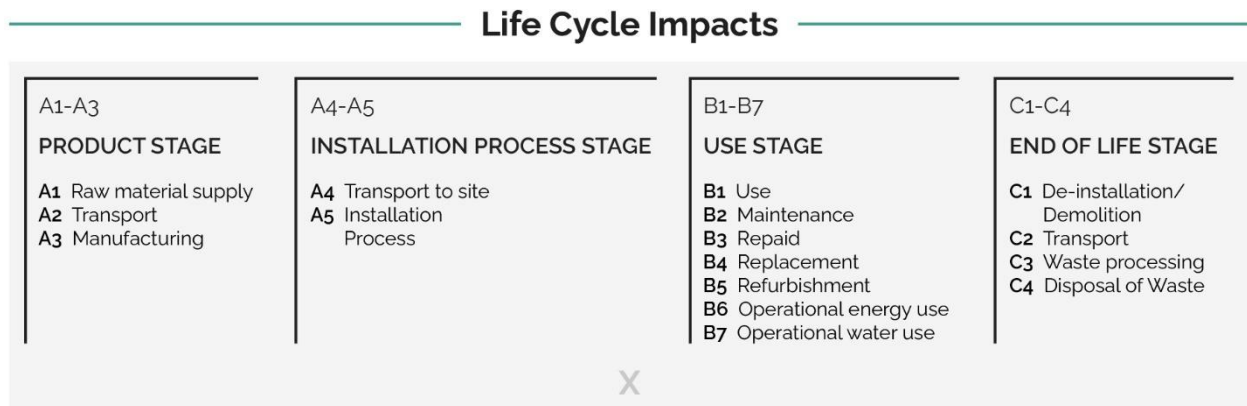 Life Cycle Impacts
A1-A3
PRODUCT STAGE
A1 Raw material supply
A2 Transport
A3 Manufacturing
A4-A5
INSTALLATION PROCESS STAGE
A4 Transport to site
A5 Installation
Process
B1-B7
USE STAGE
B1 Use
B2 Maintenance
B3 Repaid
B4 Replacement
B5 Refurbishment
B6 Operational energy use
B7 Operational water use
C1-C4
END OF LIFE STAGE
C1 De-installation/
Demolition
C2 Transport
C3 Waste processing
C4 Disposal of Waste
X